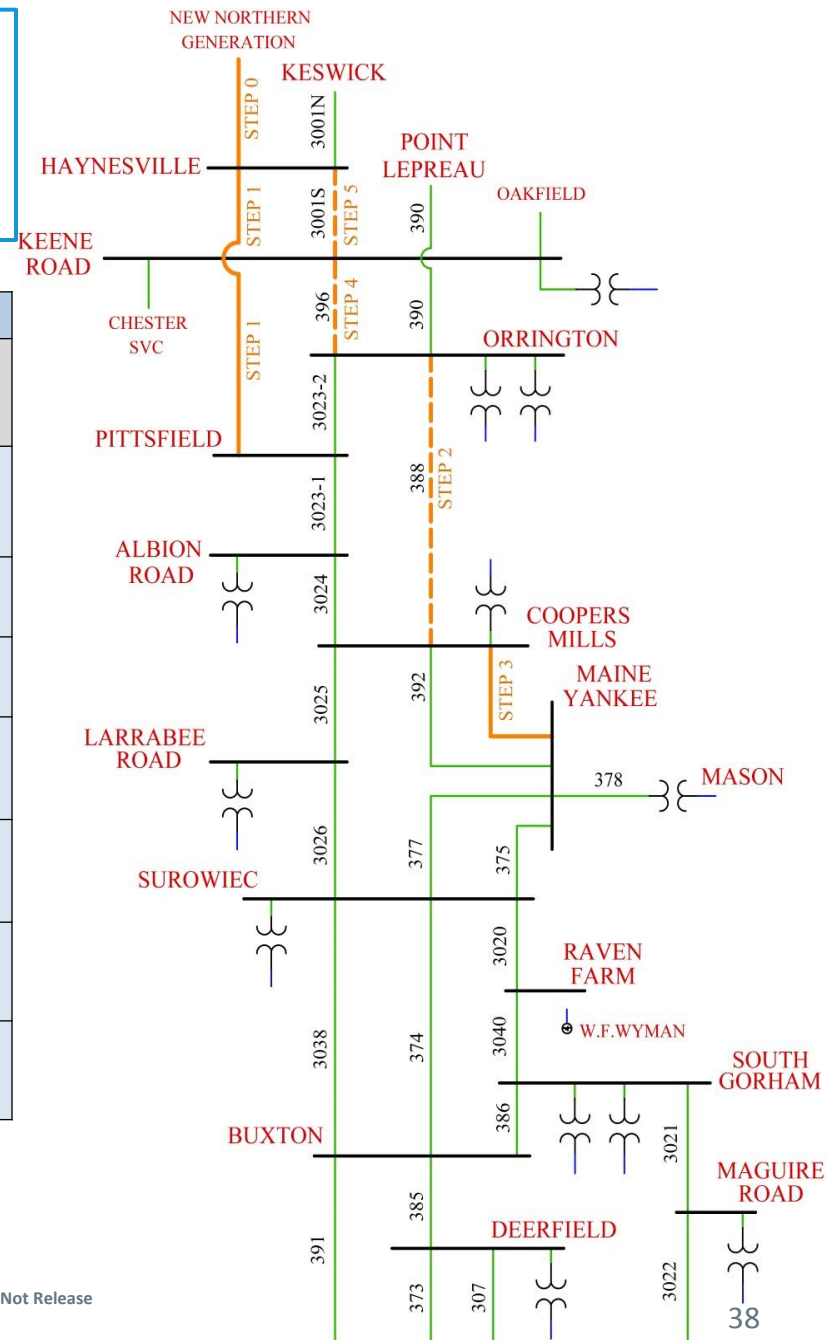 NEW NORTHERN
GENERATION
KESWICK
STEP 0
3001N
POINT
LEPREAU
HAYNESVILLE
OAKFIELD
STEP 1
3001S
STEP 5
390
KEENE
ROAD
CHESTER
SVC
STEP 1
396
STEP 4
390
ORRINGTON
3023-2
PITTSFIELD
388
STEP 2
3023-1
ALBION
ROAD
3024
COOPERS
MILLS
392
STEP 3
MAINE
YANKEE
3025
LARRABEE
ROAD
378
MASON
3026
377
375
SUROWIEC
3020
RAVEN
FARM
W.F.WYMAN
3038
374
3040
SOUTH
GORHAM
386
BUXTON
3021
MAGUIRE
ROAD
385
DEERFIELD
391
373
307
3022
Not Release
38